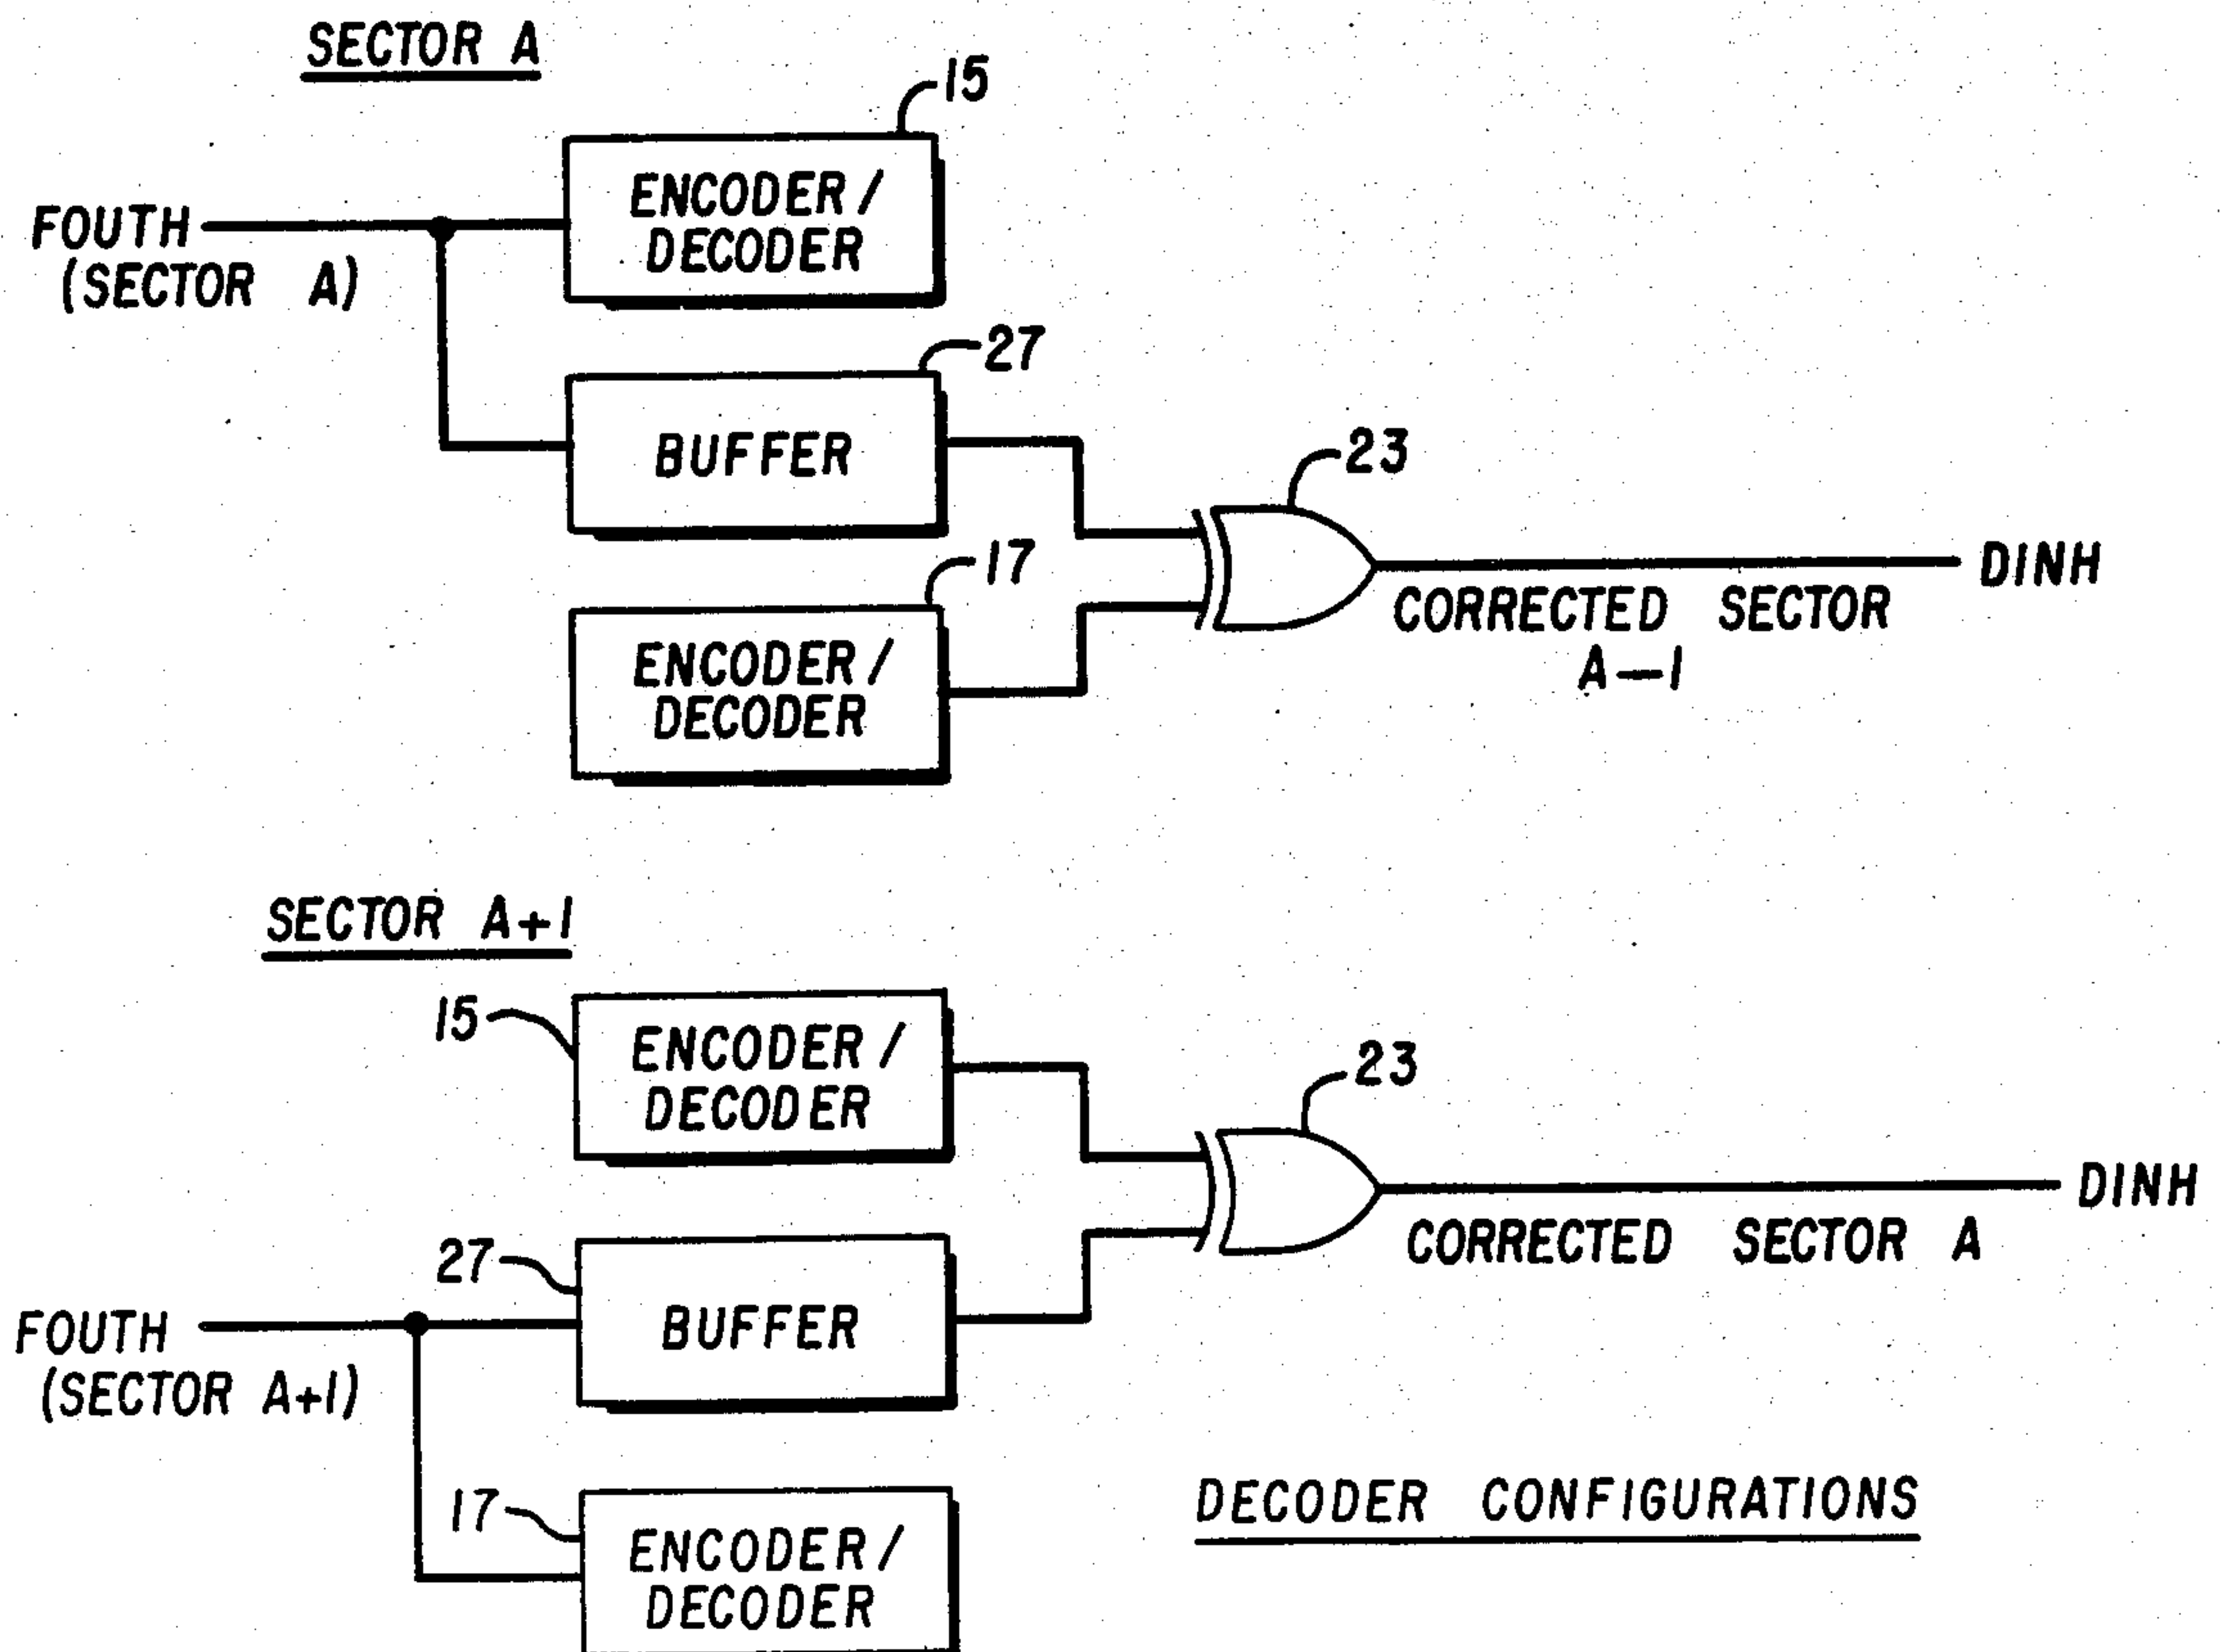 SECTOR A
15
ENCODER/
DECODER
FOUTH
(SECTOR A)
27
BUFFER
23
17
DINH
CORRECTED SECTOR
A-1
ENCODER/
DECODER
SECTOR A+1
15
ENCODER/
DECODER
23
DINH
CORRECTED SECTOR A
27
BUFFER
FOUTH
(SECTOR A+1)
17
ENCODER/
DECODER
DECODER CONFIGURATIONS